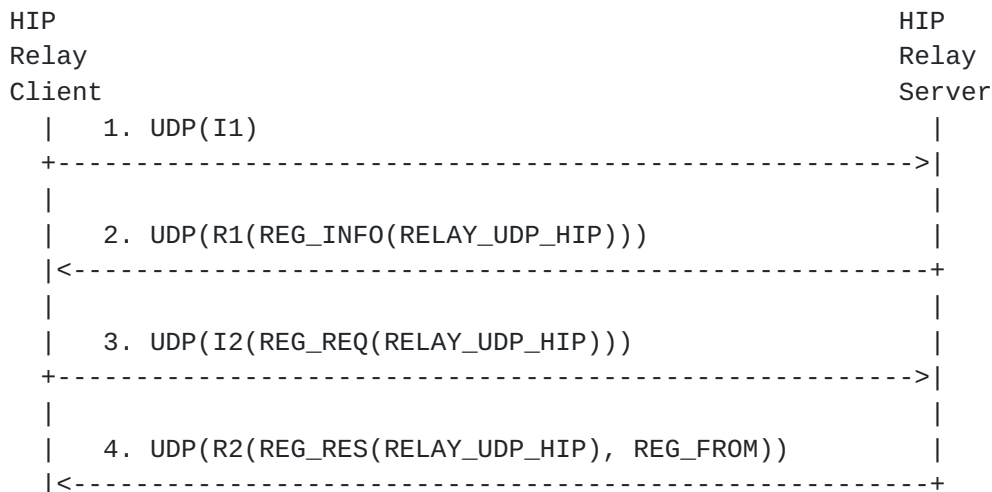 HIP                                                      HIP
Relay                                                    Relay
Client                                                   Server
  |   1. UDP(I1)                                           |
  +------------------------------------------------------->|
  |                                                        |
  |   2. UDP(R1(REG_INFO(RELAY_UDP_HIP)))                  |
  |<-------------------------------------------------------+
  |                                                        |
  |   3. UDP(I2(REG_REQ(RELAY_UDP_HIP)))                   |
  +------------------------------------------------------->|
  |                                                        |
  |   4. UDP(R2(REG_RES(RELAY_UDP_HIP), REG_FROM))         |
  |<-------------------------------------------------------+